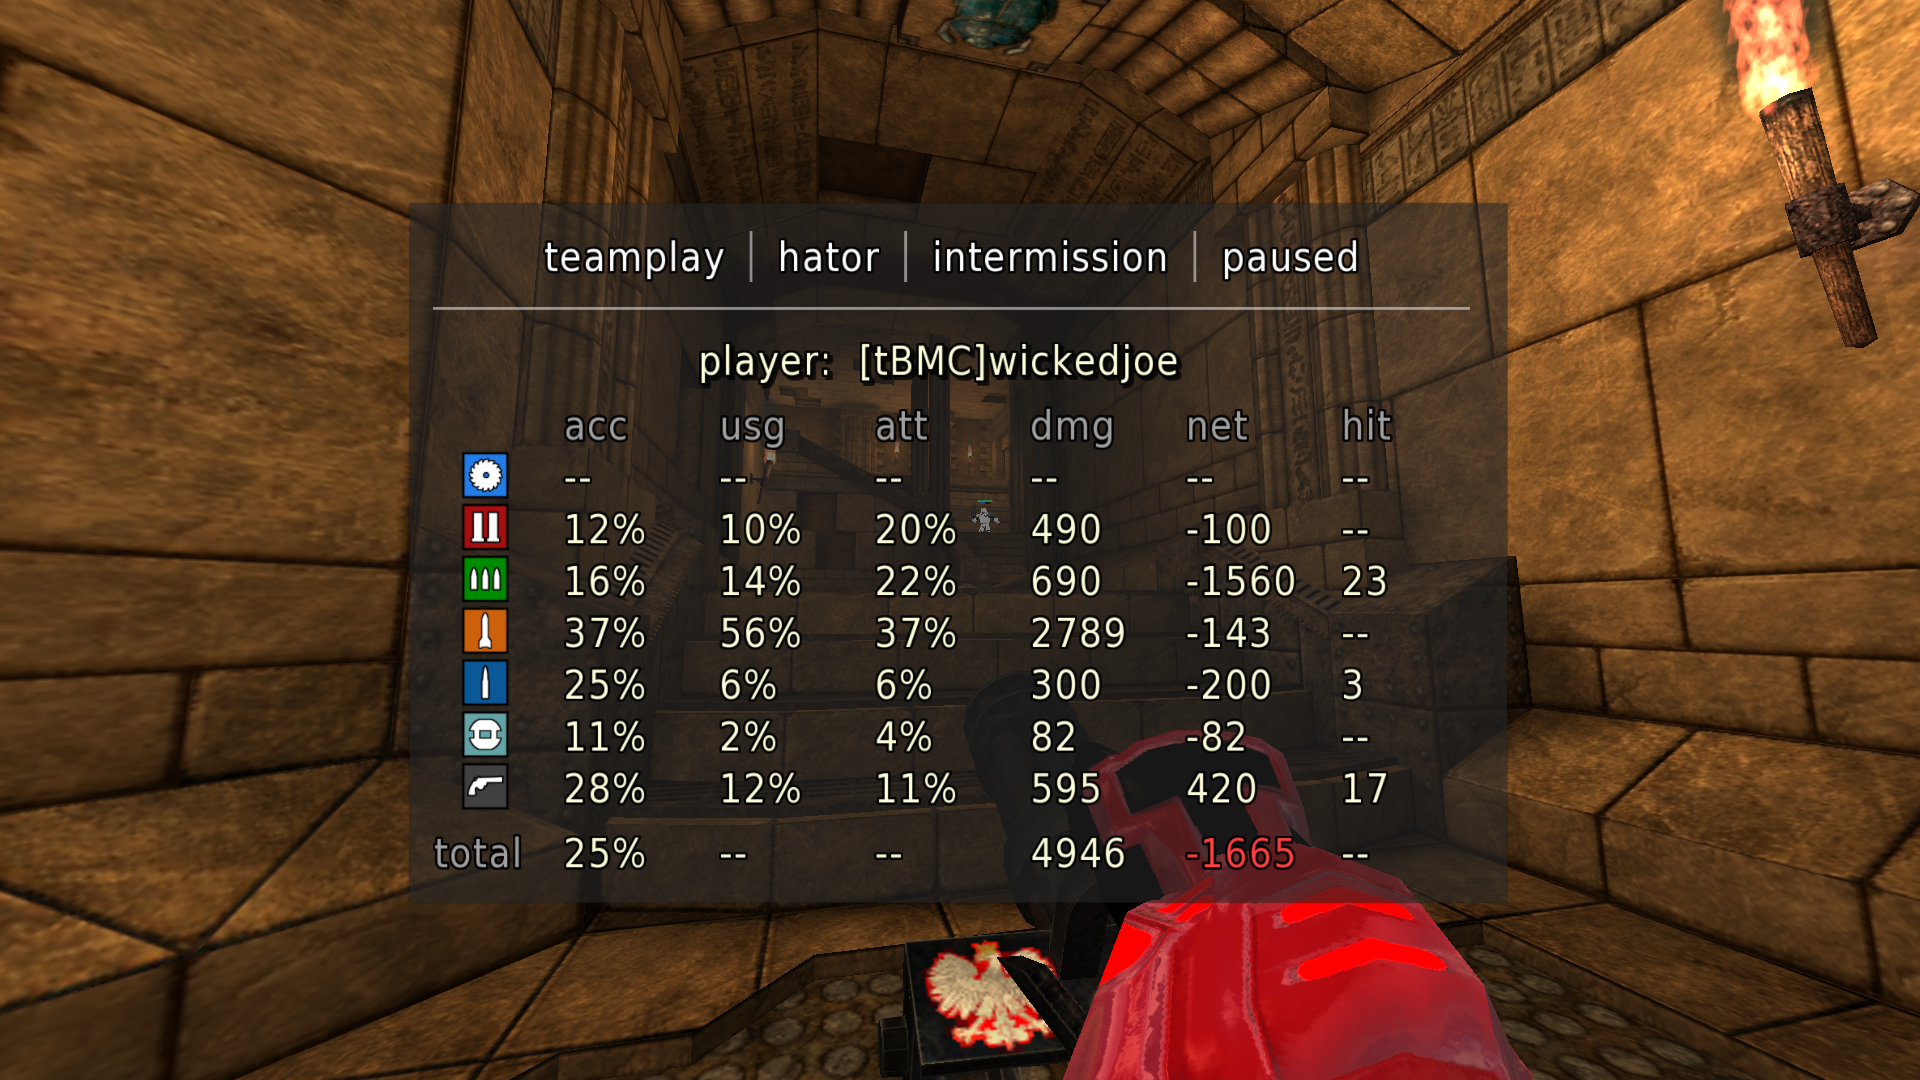 teamplay | hator | intermission | paused
player: [tBMC]wickedjoe
acc usg att dmg net hit
-- -- -- -- -- --
12% 10% 20% 490 -100 --
16% 14% 22% 690 -1560 23
37% 56% 37% 2789 -143 --
25% 6% 6% 300 -200 3
11% 2% 4% 82 -82 --
28% 12% 11% 595 420 17
total 25% -- -- 4946 -1665 --